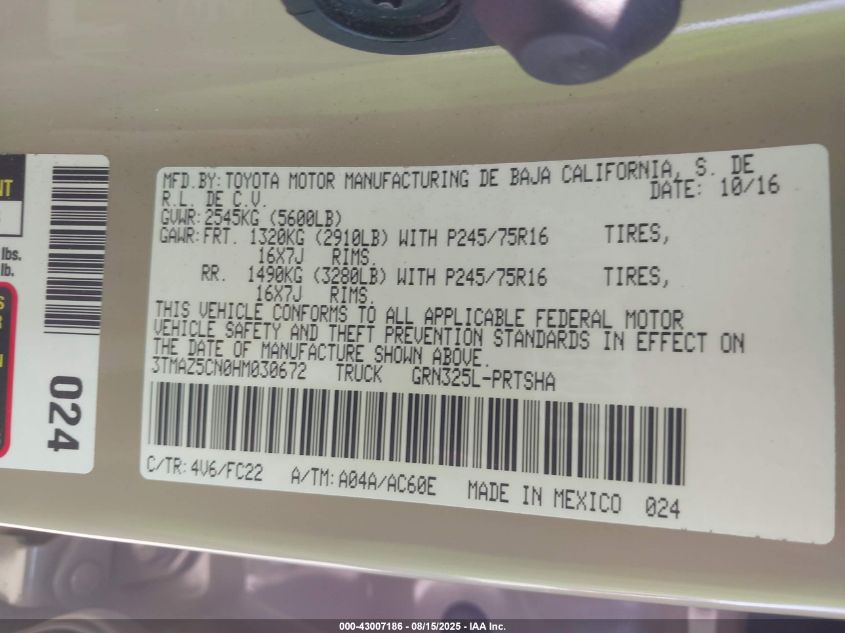 MFD.BY: TOYOTA MOTOR MANUFACTURING DE BAJA CALIFORNIA, S. DE
R.L. DE C.V. DATE: 10/16
GVWR: 2545KG (5600LB)
GAWR: FRT. 1320KG (2910LB) WITH P245/75R16 TIRES,
16X7J RIMS.
RR. 1490KG (3280LB) WITH P245/75R16 TIRES,
16X7J RIMS.
THIS VEHICLE CONFORMS TO ALL APPLICABLE FEDERAL MOTOR
VEHICLE SAFETY AND THEFT PREVENTION STANDARDS IN EFFECT ON
THE DATE OF MANUFACTURE SHOWN ABOVE.
3TMAZ5CN0HM030672 TRUCK GRN325L-PRTSHA
C/TR: 4V6/FC22 A/TM: A04A/AC60E MADE IN MEXICO 024
lbs.
lb.
024
000-43007186 - 08/15/2025 - IAA Inc.